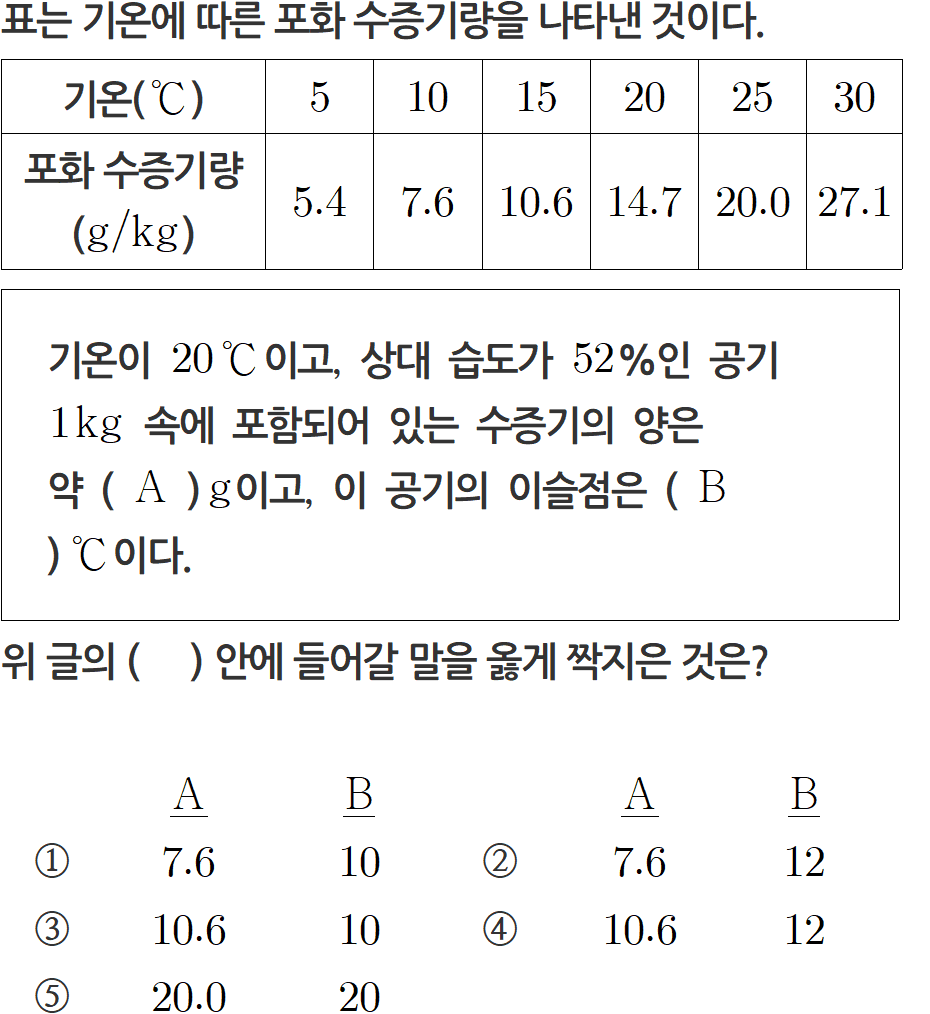 표는 기온에 따른 포화 수증기량을 나타낸 것이다.
기온(℃) 5 10 15 20 25 30
포화 수증기량
(g/kg) 5.4 7.6 10.6 14.7 20.0 27.1
기온이 20℃이고, 상대 습도가 52%인 공기
1kg 속에 포함되어 있는 수증기의 양은
약 ( A )g이고, 이 공기의 이슬점은 ( B
)℃이다.
위 글의 ( ) 안에 들어갈 말을 옳게 짝지은 것은?
A B A B
① 7.6 10 ② 7.6 12
③ 10.6 10 ④ 10.6 12
⑤ 20.0 20